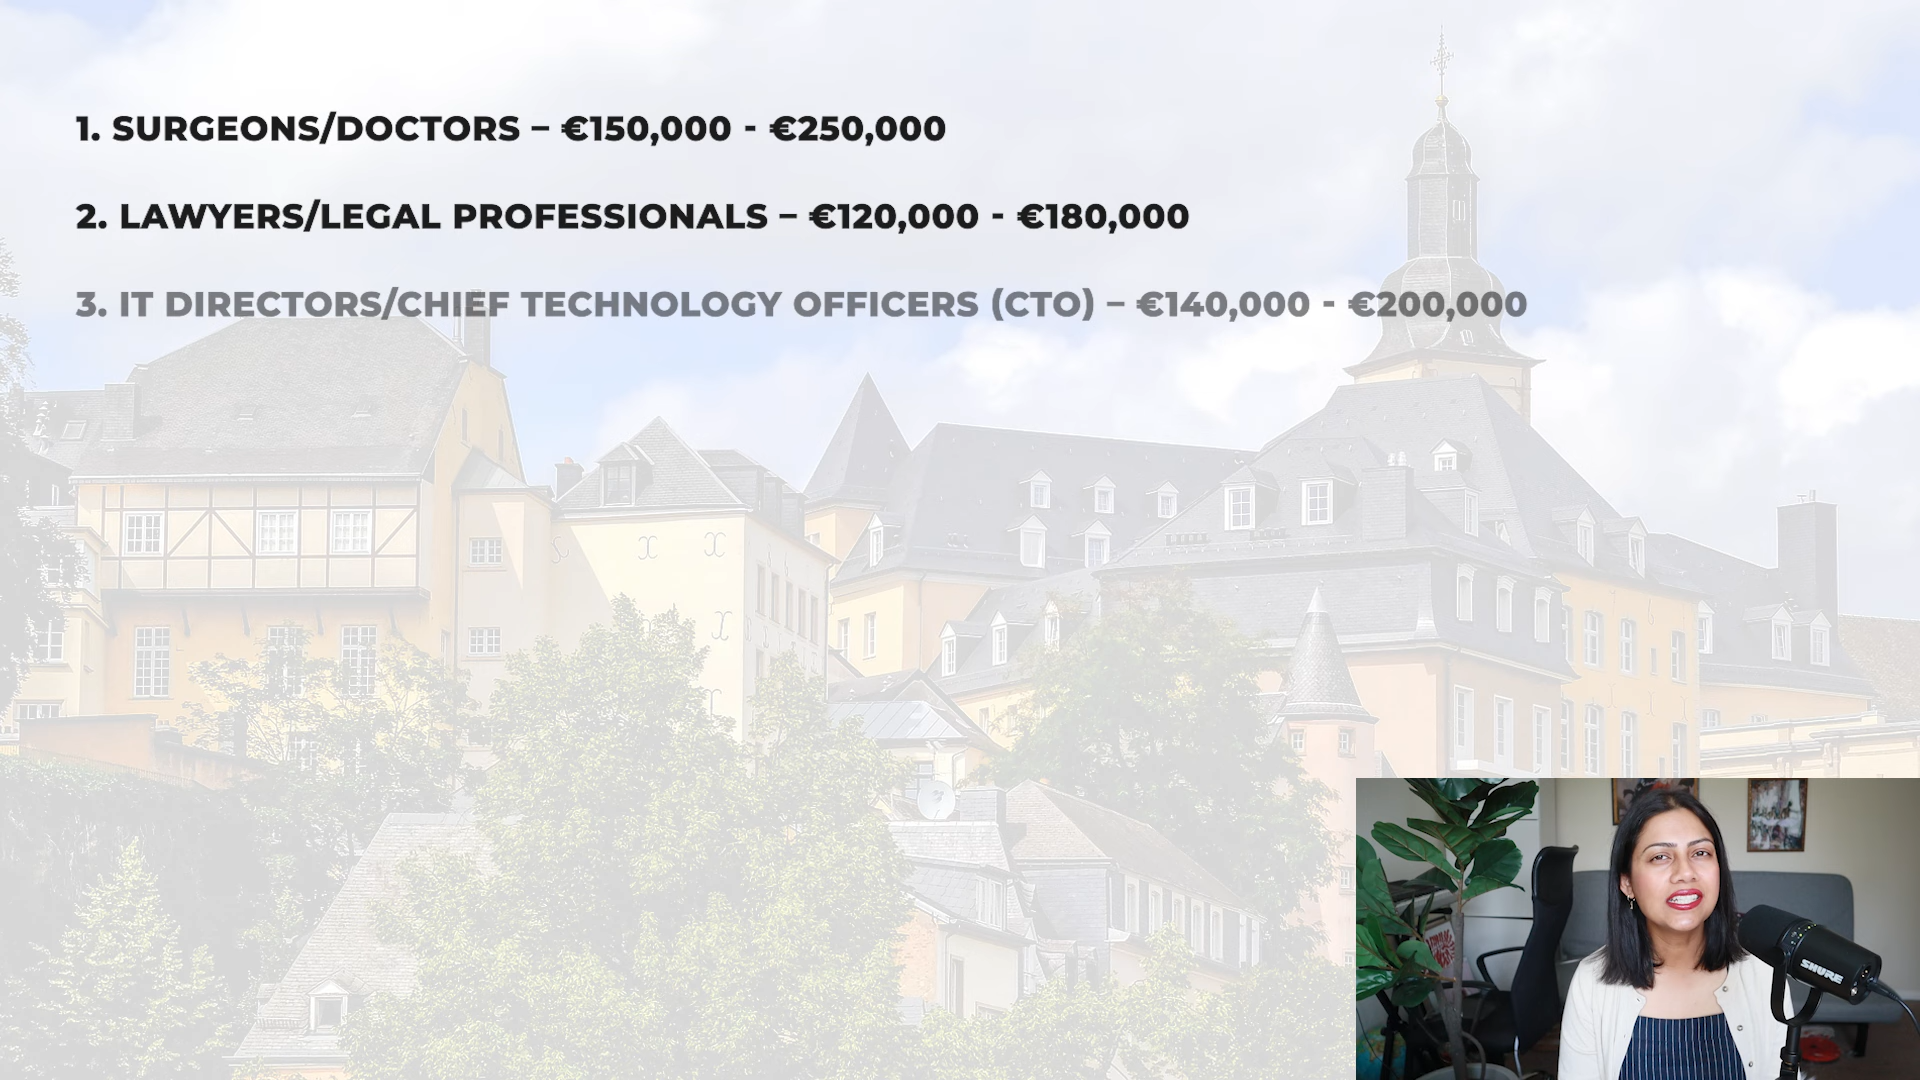 1. SURGEONS/DOCTORS – €150,000 - €250,000
2. LAWYERS/LEGAL PROFESSIONALS – €120,000 - €180,000
3. IT DIRECTORS/CHIEF TECHNOLOGY OFFICERS (CTO) – €140,000 - €200,000
SHURE